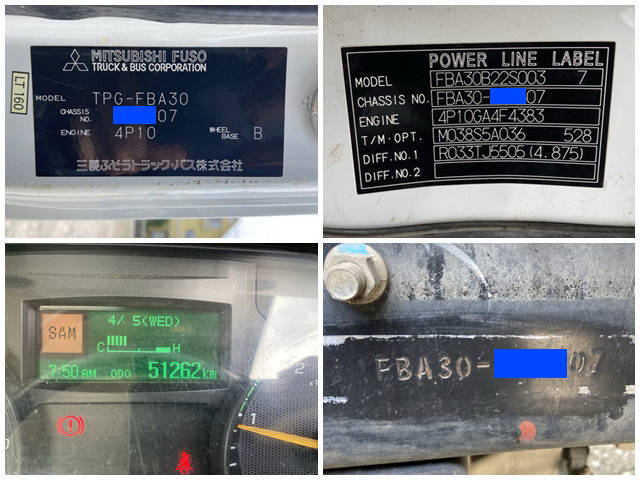 MITSUBISHI FUSO
TRUCK & BUS CORPORATION
LT160
MODEL TPG-FBA30
CHASSIS NO. 07
ENGINE 4P10 WHEEL BASE B
三菱ふそうトラック・バス株式会社
POWER LINE LABEL
MODEL FBA30B22S003 7
CHASSIS NO. FBA30- 07
ENGINE 4P10GA4F4383
T/M·OPT. M038S5A036 528
DIFF.NO.1 R033TJ5505(4.875)
DIFF.NO.2
4/ 5(WED)
SAM
C H
7:50 AM ODO 51262 km
2
1
FBA30- 07